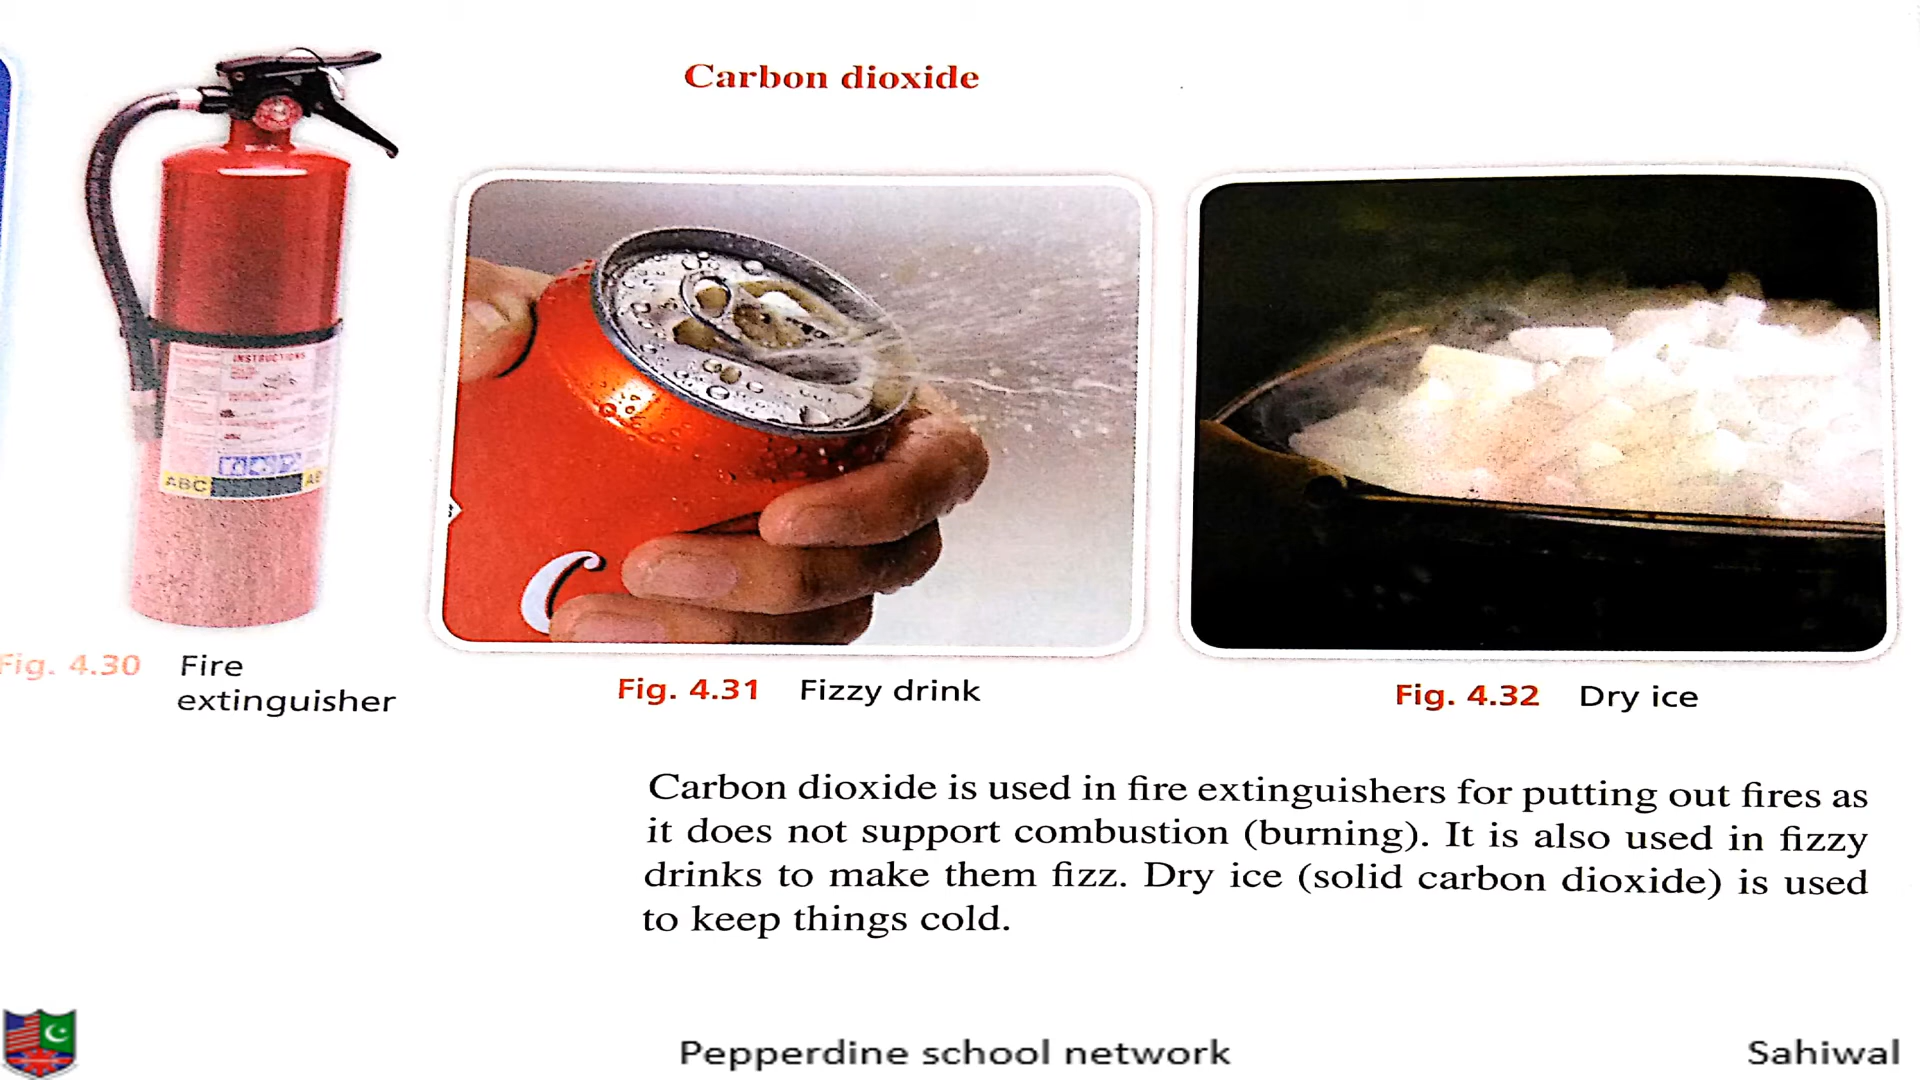 Carbon dioxide
INSTRUCTIONS
ABC
Fig. 4.30 Fire
extinguisher
Fig. 4.31 Fizzy drink
Fig. 4.32 Dry ice
Carbon dioxide is used in fire extinguishers for putting out fires as
it does not support combustion (burning). It is also used in fizzy
drinks to make them fizz. Dry ice (solid carbon dioxide) is used
to keep things cold.
Pepperdine school network
Sahiwal